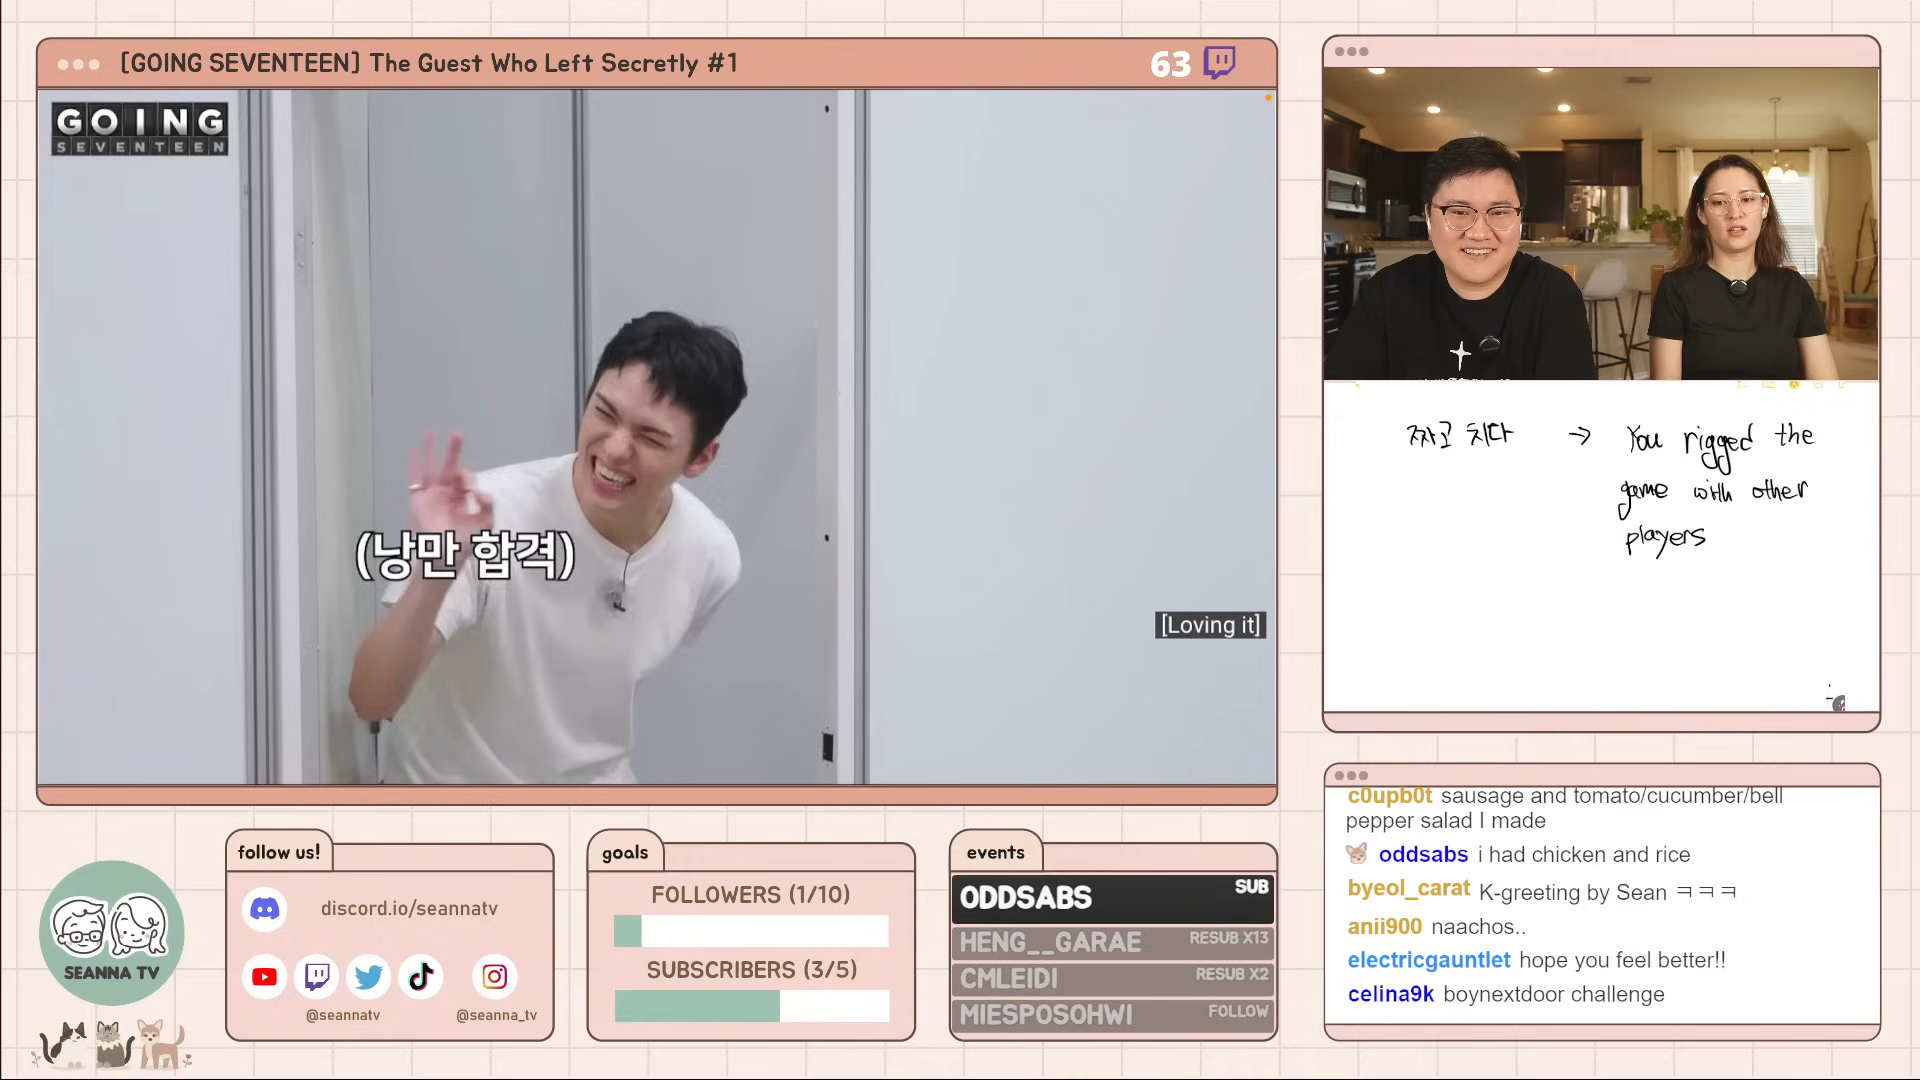 [GOING SEVENTEEN] The Guest Who Left Secretly #1
63
GOING
SEVENTEEN
(낭만 합격)
[Loving it]
짜고 치다 → You rigged the
game with other
players
c0upb0t sausage and tomato/cucumber/bell
pepper salad I made
oddsabs i had chicken and rice
byeol_carat K-greeting by Sean ㅋㅋㅋ
anii900 naachos..
electricgauntlet hope you feel better!!
celina9k boynextdoor challenge
SEANNA TV
follow us!
discord.io/seannatv
@seannatv
@seanna_tv
goals
FOLLOWERS (1/10)
SUBSCRIBERS (3/5)
events
ODDSABS SUB
HENG__GARAE RESUB X13
CMLEIDI RESUB X2
MIESPOSOHWI FOLLOW